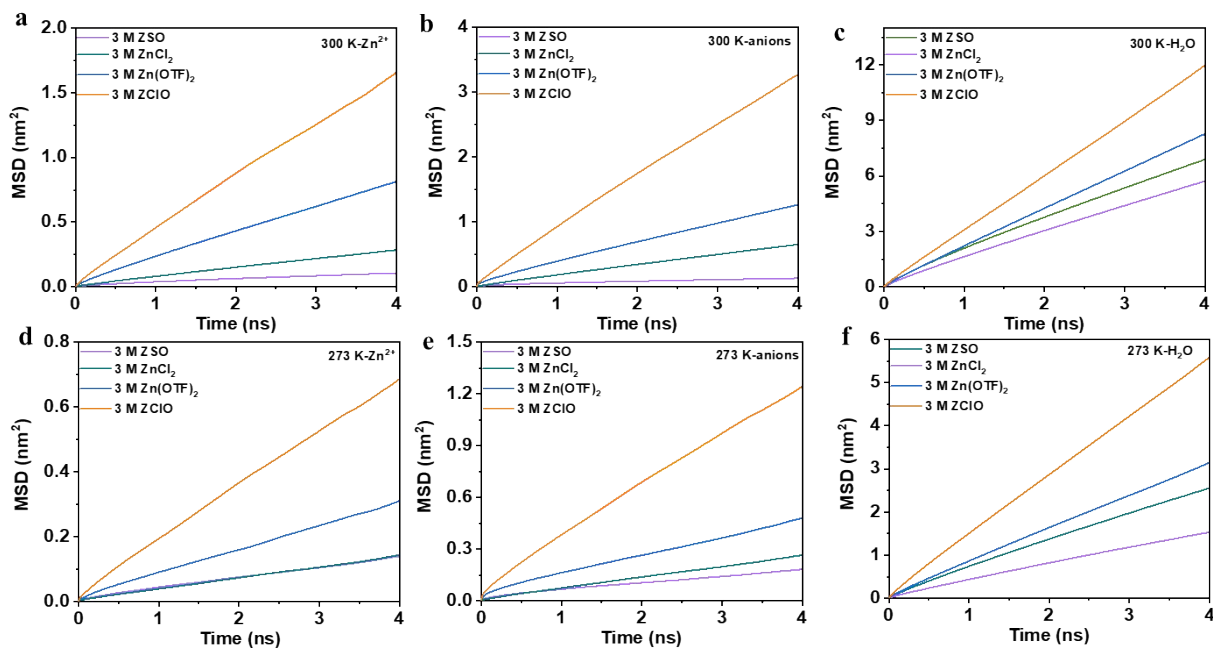 a
300 K-Zn²⁺
3 M ZSO
3 M ZnCl₂
3 M Zn(OTF)₂
3 M ZClO
MSD (nm²)
2.0
1.5
1.0
0.5
0.0
0 1 2 3 4
Time (ns)
b
300 K-anions
3 M ZSO
3 M ZnCl₂
3 M Zn(OTF)₂
3 M ZClO
MSD (nm²)
4
3
2
1
0
0 1 2 3 4
Time (ns)
c
300 K-H₂O
3 M ZSO
3 M ZnCl₂
3 M Zn(OTF)₂
3 M ZClO
MSD (nm²)
12
9
6
3
0
0 1 2 3 4
Time (ns)
d
273 K-Zn²⁺
3 M ZSO
3 M ZnCl₂
3 M Zn(OTF)₂
3 M ZClO
MSD (nm²)
0.8
0.6
0.4
0.2
0.0
0 1 2 3 4
Time (ns)
e
273 K-anions
3 M ZSO
3 M ZnCl₂
3 M Zn(OTF)₂
3 M ZClO
MSD (nm²)
1.5
1.2
0.9
0.6
0.3
0.0
0 1 2 3 4
Time (ns)
f
273 K-H₂O
3 M ZSO
3 M ZnCl₂
3 M Zn(OTF)₂
3 M ZClO
MSD (nm²)
6
5
4
3
2
1
0
0 1 2 3 4
Time (ns)